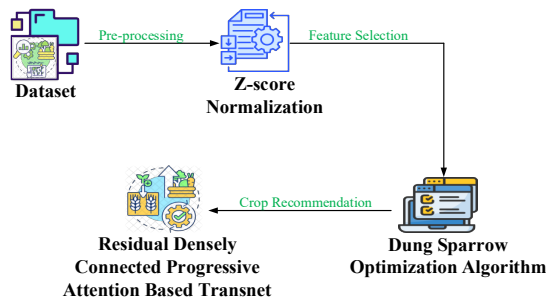 Pre-processing
Feature Selection
Dataset
Z-score
Normalization
Crop Recommendation
Residual Densely
Connected Progressive
Attention Based Transnet
Dung Sparrow
Optimization Algorithm